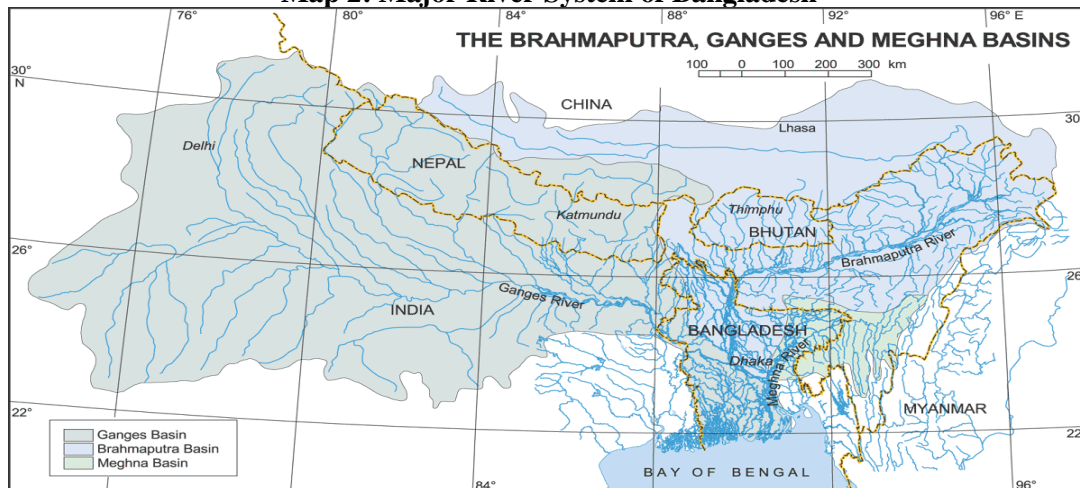 Map 2: Major River System of Bangladesh
76° 80° 84° 88° 92° 96° E
THE BRAHMAPUTRA, GANGES AND MEGHNA BASINS
100 0 100 200 300 km
30°
N
CHINA
Lhasa
30
Delhi
NEPAL
Katmundu
Thimphu
BHUTAN
Brahmaputra River
26°
26
Ganges River
INDIA
BANGLADESH
Dhaka
Meghna River
MYANMAR
22°
22
Ganges Basin
Brahmaputra Basin
Meghna Basin
BAY OF BENGAL
84°
96°